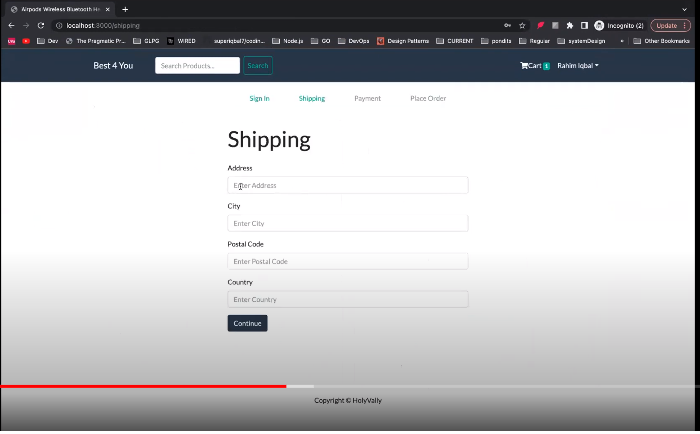 Airpods Wireless Bluetooth He
localhost:3000/shipping
Incognito (2)
Update
Dev
The Pragmatic Pr...
GLPG
WIRED
superiqbal7/codin...
Node.js
GO
DevOps
Design Patterns
CURRENT
pondits
Regular
systemDesign
»
Other Bookmarks
Best 4 You
Search Products...
Search
Cart 1
Rahim Iqbal
Sign In
Shipping
Payment
Place Order
Shipping
Address
Enter Address
City
Enter City
Postal Code
Enter Postal Code
Country
Enter Country
Continue
Copyright © HolyVally